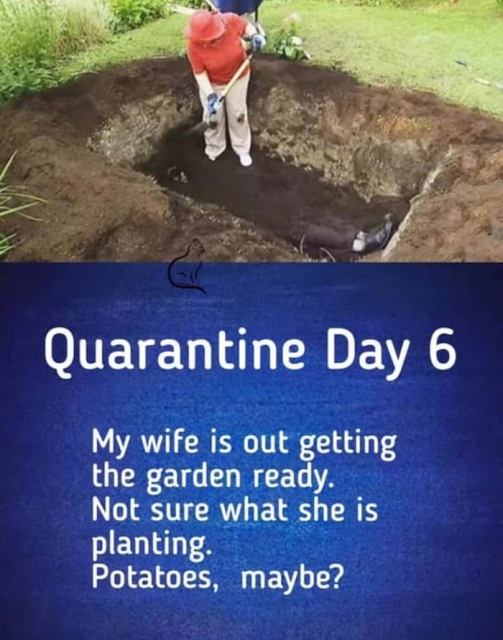 Quarantine Day 6
My wife is out getting
the garden ready.
Not sure what she is
planting.
Potatoes, maybe?